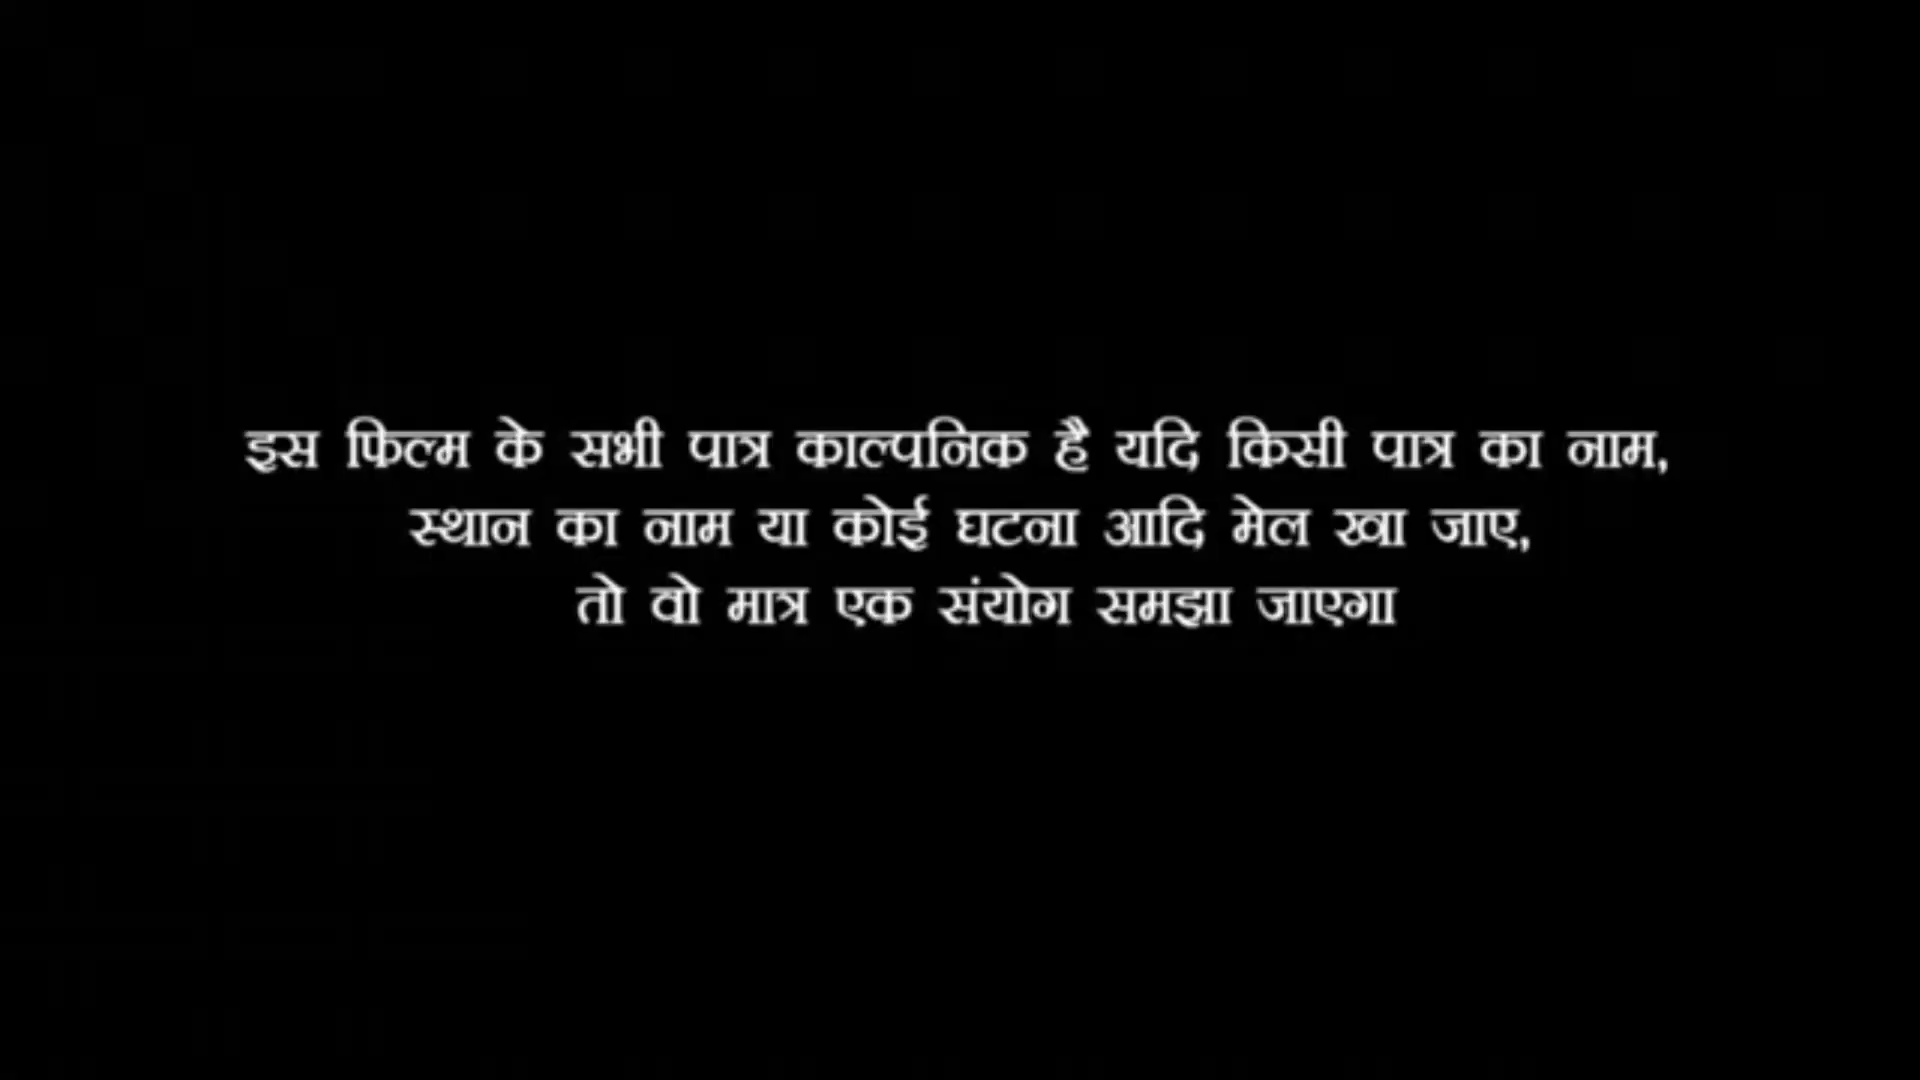 इस फिल्म के सभी पात्र काल्पनिक है यदि किसी पात्र का नाम,
स्थान का नाम या कोई घटना आदि मेल खा जाए,
तो वो मात्र एक संयोग समझा जाएगा